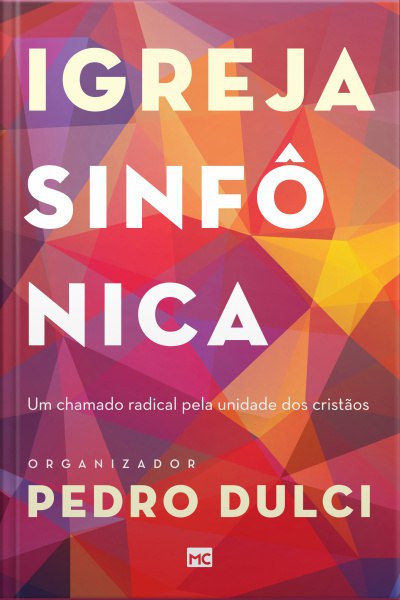 IGREJA
SINFÔ
NICA
Um chamado radical pela unidade dos cristãos
ORGANIZADOR
PEDRO DULCI
MC